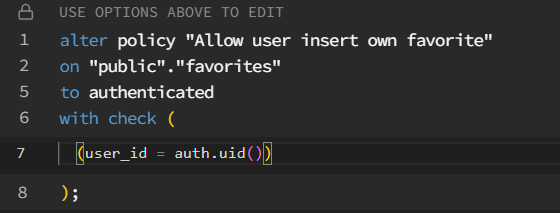 USE OPTIONS ABOVE TO EDIT
1 alter policy "Allow user insert own favorite"
2 on "public"."favorites"
5 to authenticated
6 with check (
7 (user_id = auth.uid())
8 );